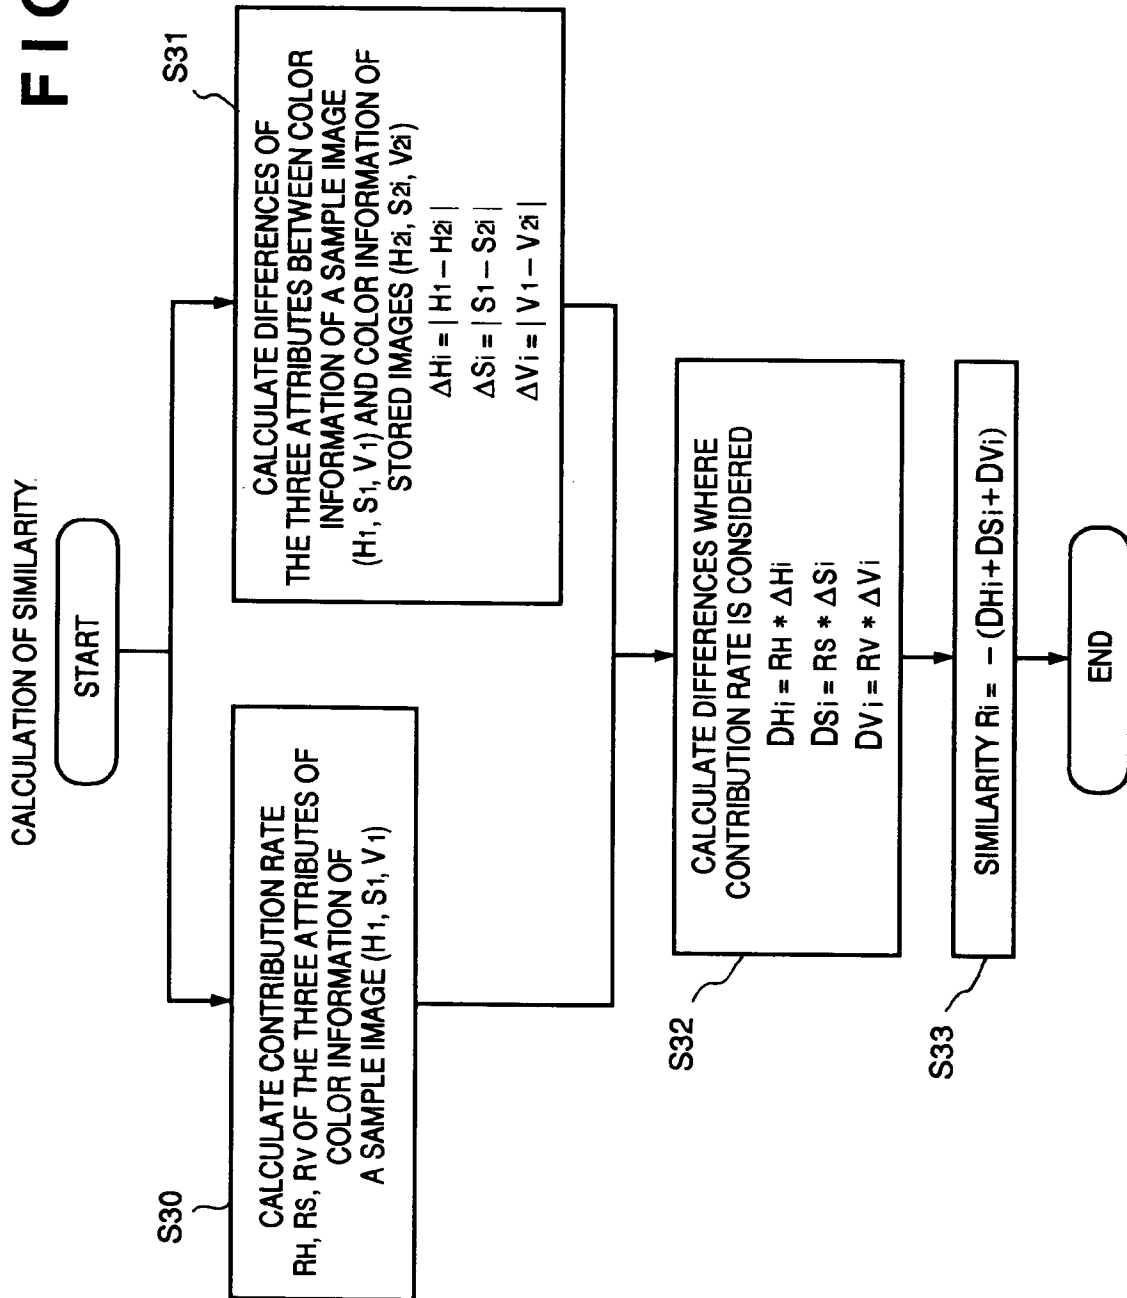 FIG
CALCULATION OF SIMILARITY
START
S30
CALCULATE CONTRIBUTION RATE
RH, RS, RV OF THE THREE ATTRIBUTES OF
COLOR INFORMATION OF
A SAMPLE IMAGE (H1, S1, V1)
S31
CALCULATE DIFFERENCES OF
THE THREE ATTRIBUTES BETWEEN COLOR
INFORMATION OF A SAMPLE IMAGE
(H1, S1, V1) AND COLOR INFORMATION OF
STORED IMAGES (H2i, S2i, V2i)
ΔHi = | H1 − H2i |
ΔSi = | S1 − S2i |
ΔVi = | V1 − V2i |
S32
CALCULATE DIFFERENCES WHERE
CONTRIBUTION RATE IS CONSIDERED
DHi = RH * ΔHi
DSi = RS * ΔSi
DVi = RV * ΔVi
S33
SIMILARITY Ri = − (DHi + DSi + DVi)
END